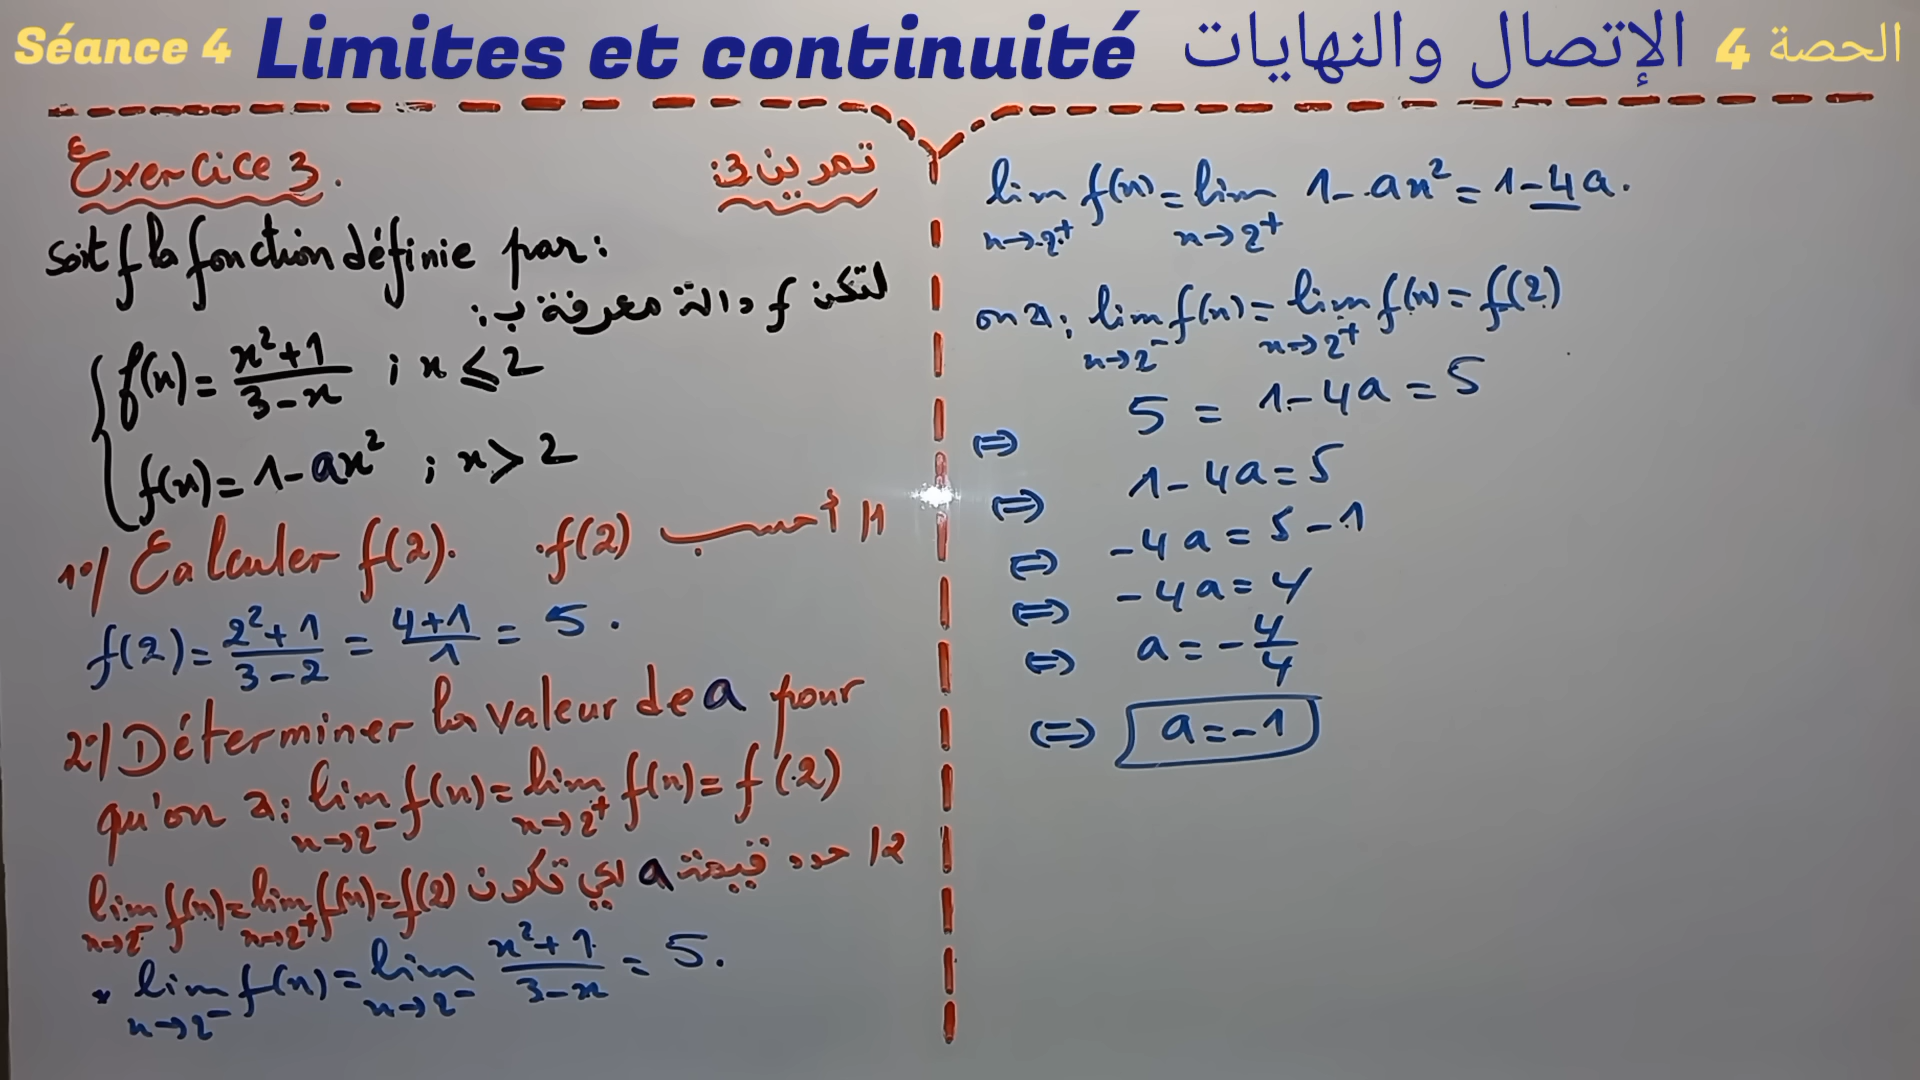 Séance 4 Limites et continuité الإتصال والنهايات الحصة 4
Exercice 3. تمرين 3:
soit f la fonction définie par:
لتكن f دالة معرفة ب:
f(x) = (x²+1)/(3-x) ; x ≤ 2
f(x) = 1-ax² ; x > 2
1°/ Calculer f(2). 1/ أحسب f(2).
f(2) = (2²+1)/(3-2) = (4+1)/1 = 5.
2°/ Déterminer la valeur de a pour
qu'on a: lim x→2⁻ f(x) = lim x→2⁺ f(x) = f(2)
2/ حدد قيمة a لكي تكون lim x→2⁻ f(x) = lim x→2⁺ f(x) = f(2)
* lim x→2⁻ f(x) = lim x→2⁻ (x²+1)/(3-x) = 5.
lim x→2⁺ f(x) = lim x→2⁺ 1-ax² = 1-4a.
on a: lim x→2⁻ f(x) = lim x→2⁺ f(x) = f(2)
⇔ 5 = 1-4a = 5
⇔ 1-4a = 5
⇔ -4a = 5-1
⇔ -4a = 4
⇔ a = -4/4
⇔ a = -1